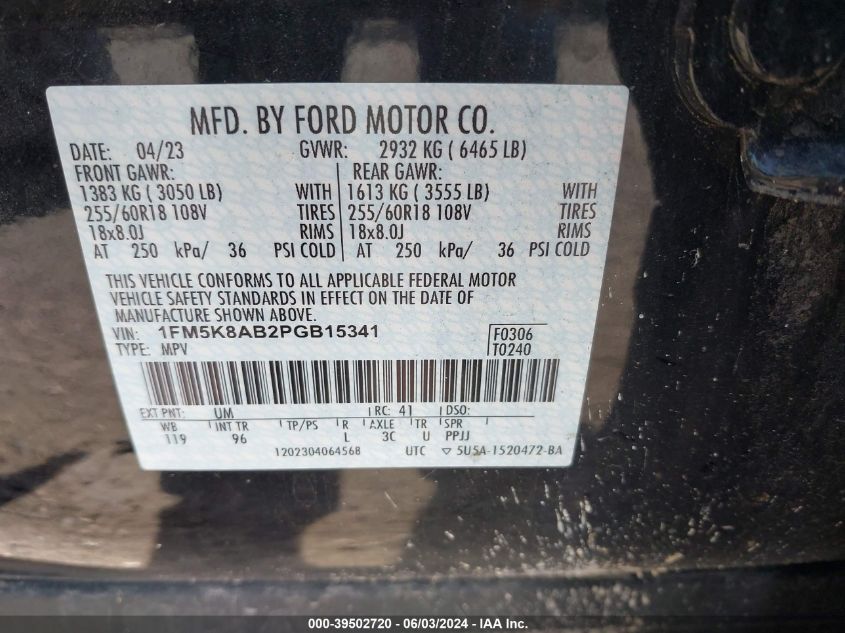 MFD. BY FORD MOTOR CO.
DATE: 04/23 GVWR: 2932 KG ( 6465 LB)
FRONT GAWR: REAR GAWR:
1383 KG ( 3050 LB) WITH 1613 KG ( 3555 LB) WITH
255/60R18 108V TIRES 255/60R18 108V TIRES
18x8.0J RIMS 18x8.0J RIMS
AT 250 kPa/ 36 PSI COLD AT 250 kPa/ 36 PSI COLD
THIS VEHICLE CONFORMS TO ALL APPLICABLE FEDERAL MOTOR
VEHICLE SAFETY STANDARDS IN EFFECT ON THE DATE OF
MANUFACTURE SHOWN ABOVE.
VIN: 1FM5K8AB2PGB15341 F0306
TYPE: MPV T0240
EXT PNT: UM RC: 41 DSO:
WB INT TR TP/PS R AXLE TR SPR
119 96 L 3C U PPJJ
1202304064568 UTC ▽ 5U5A-1520472-BA
000-39502720 - 06/03/2024 - IAA Inc.